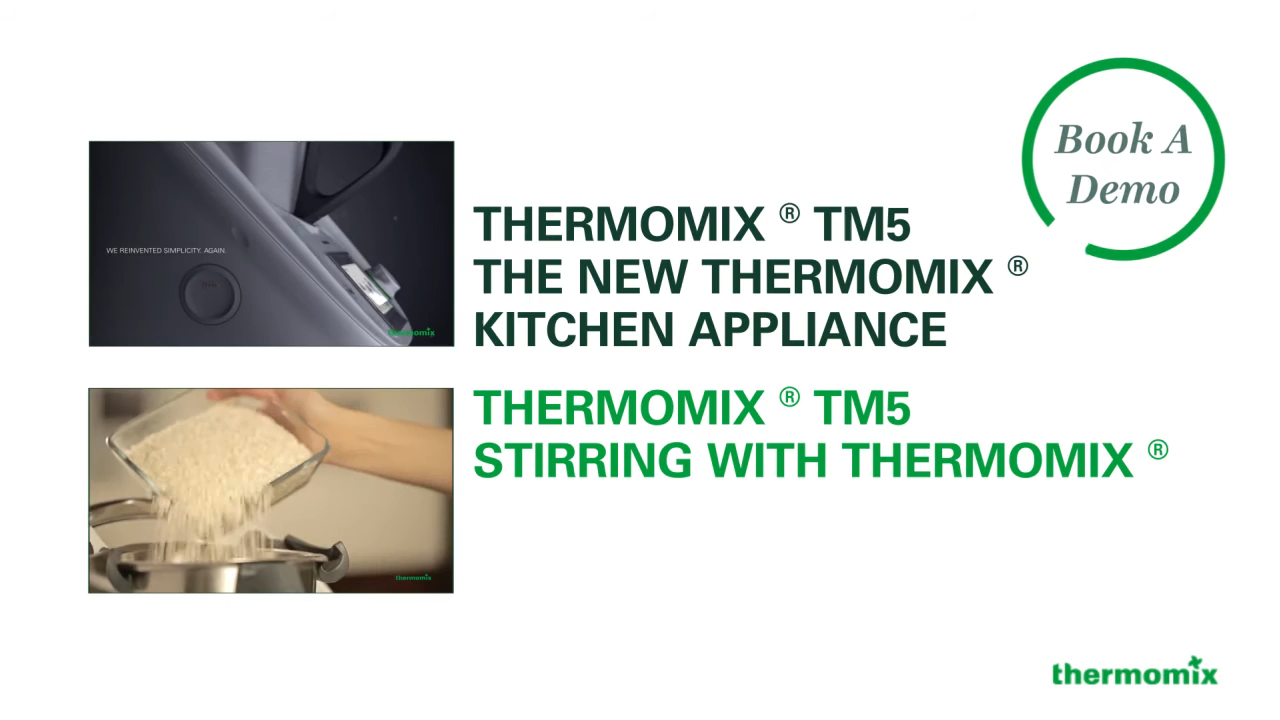 Book A
Demo
WE REINVENTED SIMPLICITY. AGAIN.
thermomix
THERMOMIX ® TM5
THE NEW THERMOMIX ®
KITCHEN APPLIANCE
thermomix
THERMOMIX ® TM5
STIRRING WITH THERMOMIX ®
thermomix